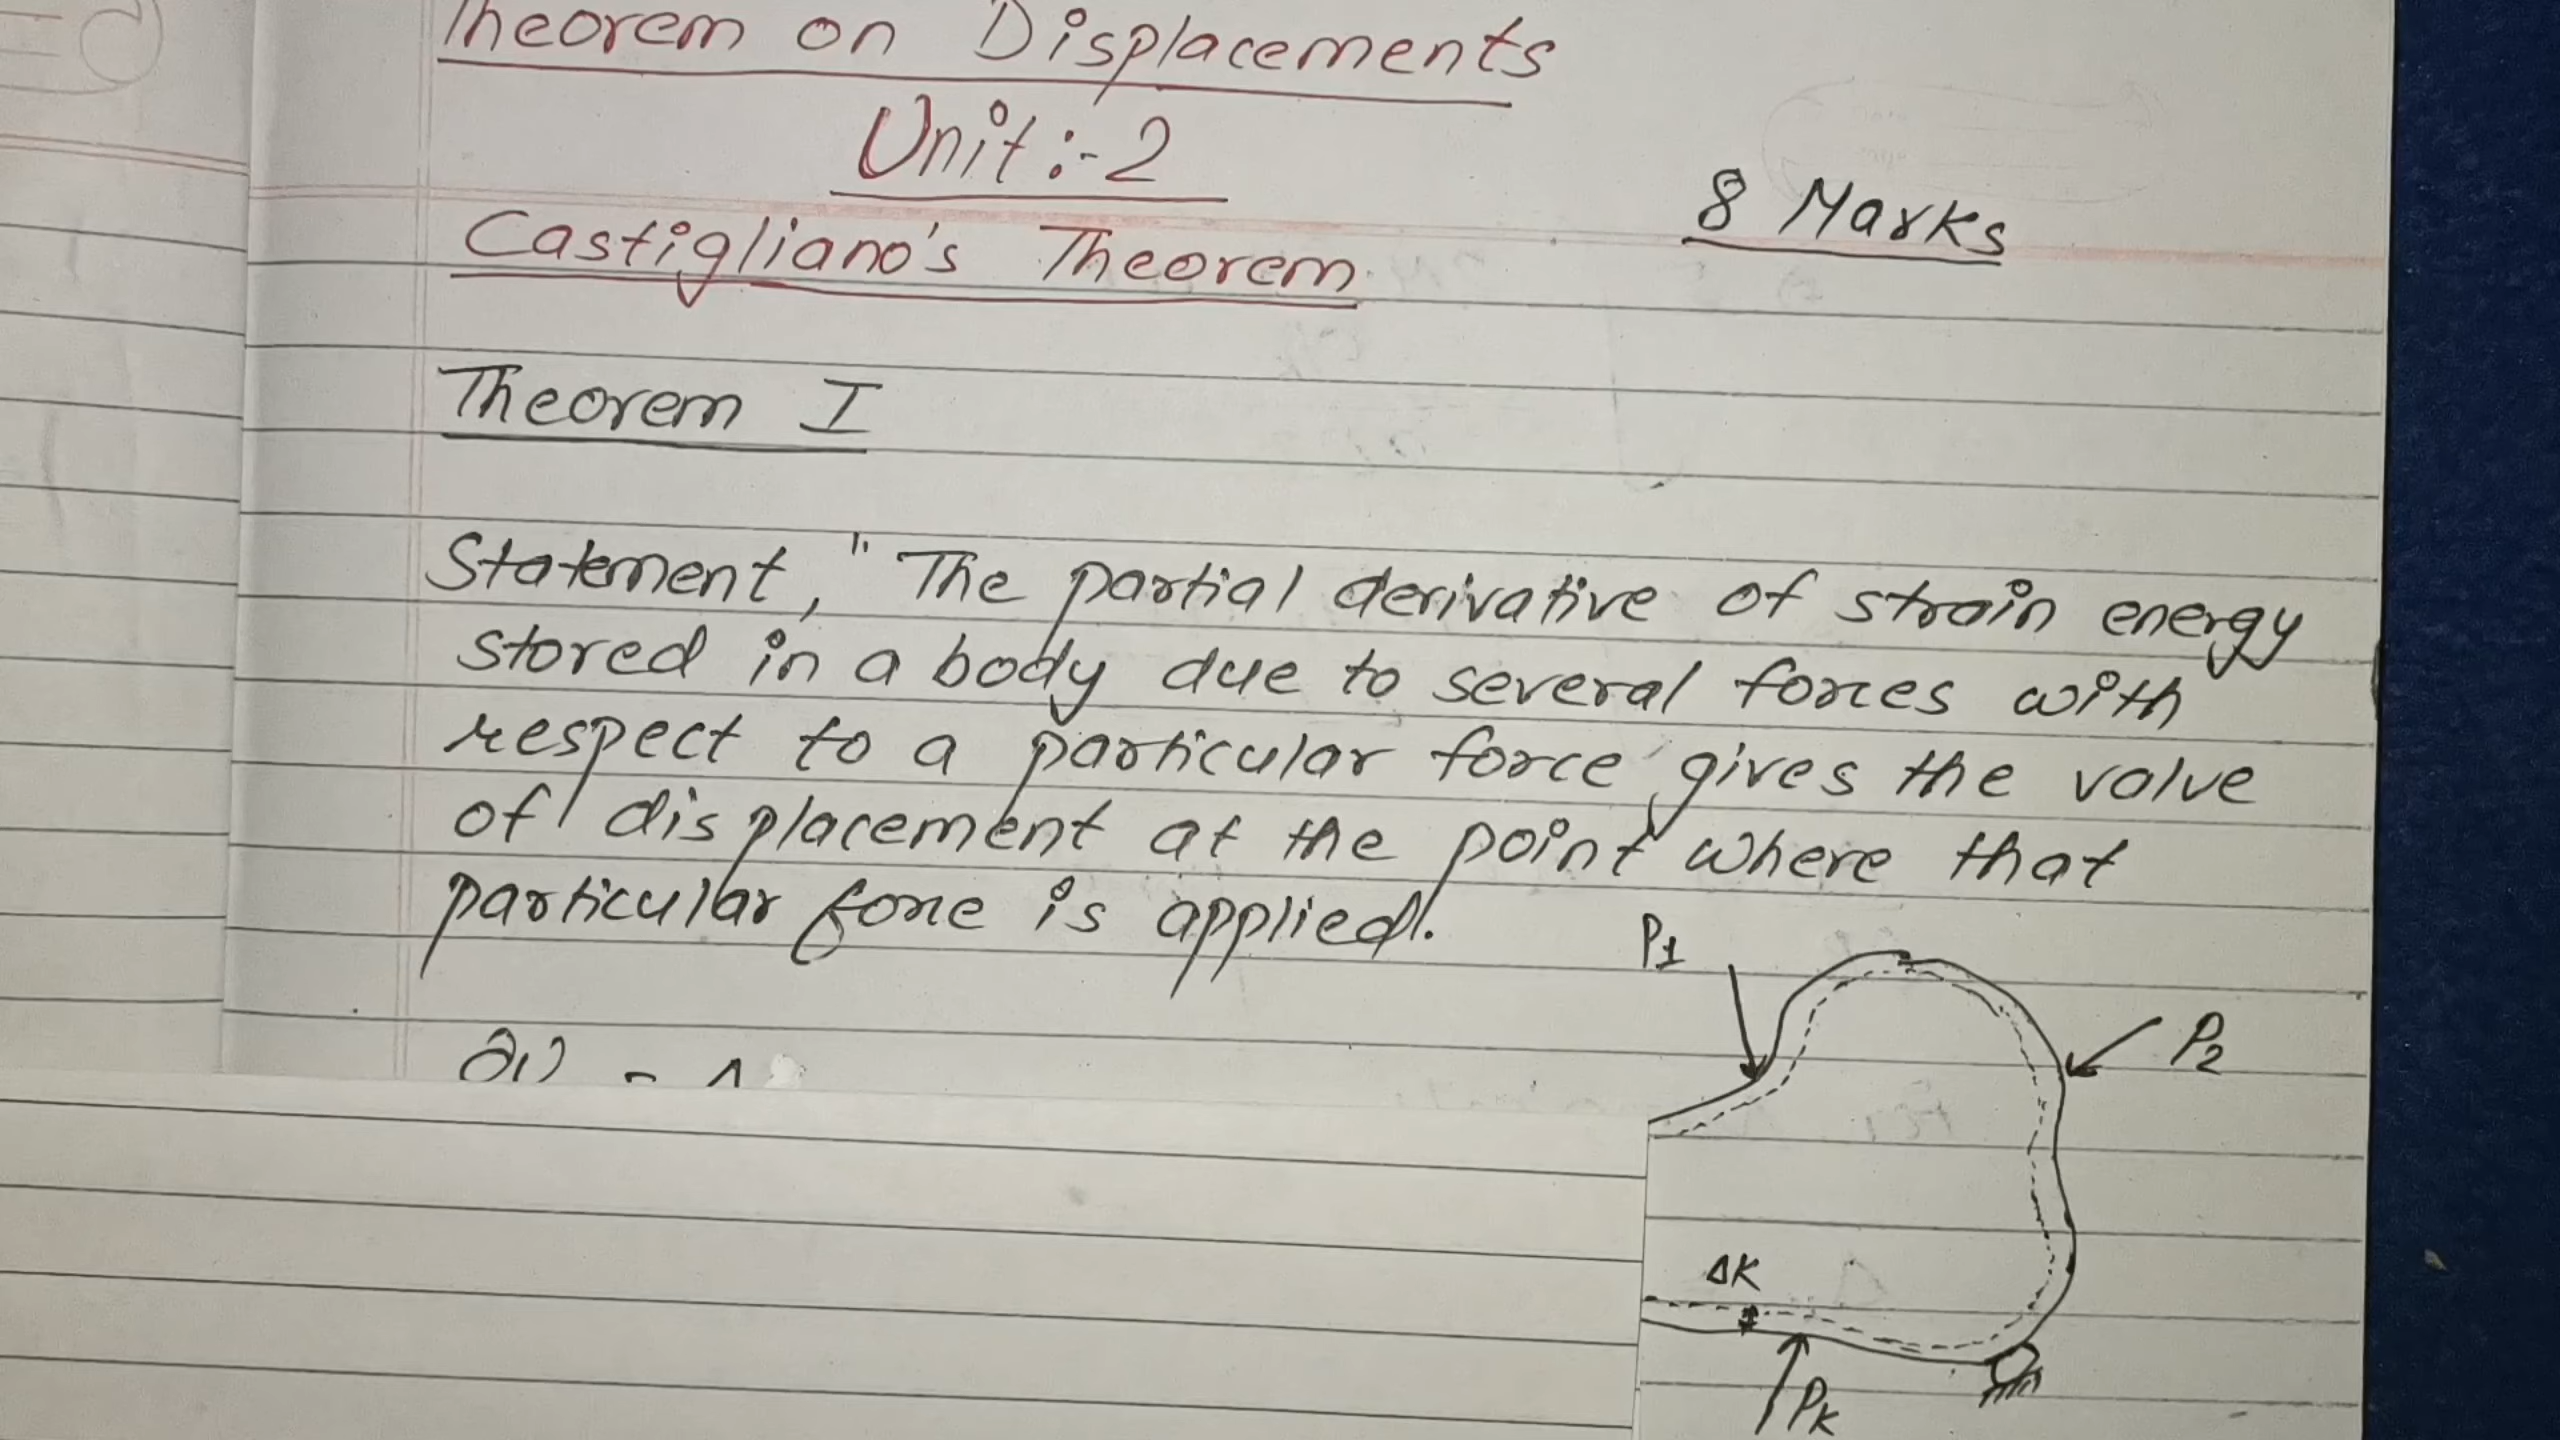 Theorem on Displacements
Unit:-2
Castigliano's Theorem
8 Marks
Theorem I
Statement, " The partial derivative of strain energy
stored in a body due to several forces with
respect to a particular force gives the value
of displacement at the point where that
particular force is applied.
P1
P2
ΔK
PK